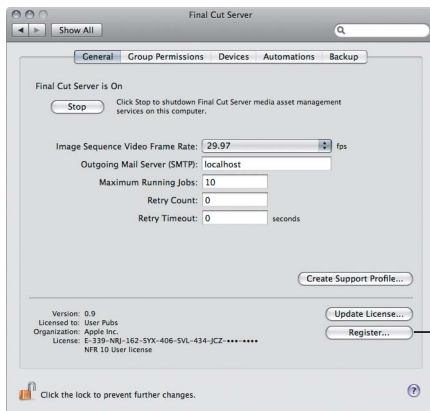 Final Cut Server
Show All
General Group Permissions Devices Automations Backup
Final Cut Server is On
Stop
Click Stop to shutdown Final Cut Server media asset management
services on this computer.
Image Sequence Video Frame Rate: 29.97 fps
Outgoing Mail Server (SMTP): localhost
Maximum Running Jobs: 10
Retry Count: 0
Retry Timeout: 0 seconds
Create Support Profile...
Version: 0.9
Licensed to: User Pubs
Organization: Apple Inc.
License: E-339-NRJ-162-SYX-406-SVL-434-JCZ-•••-••••
NFR 10 User license
Update License...
Register...
Click the lock to prevent further changes.
?